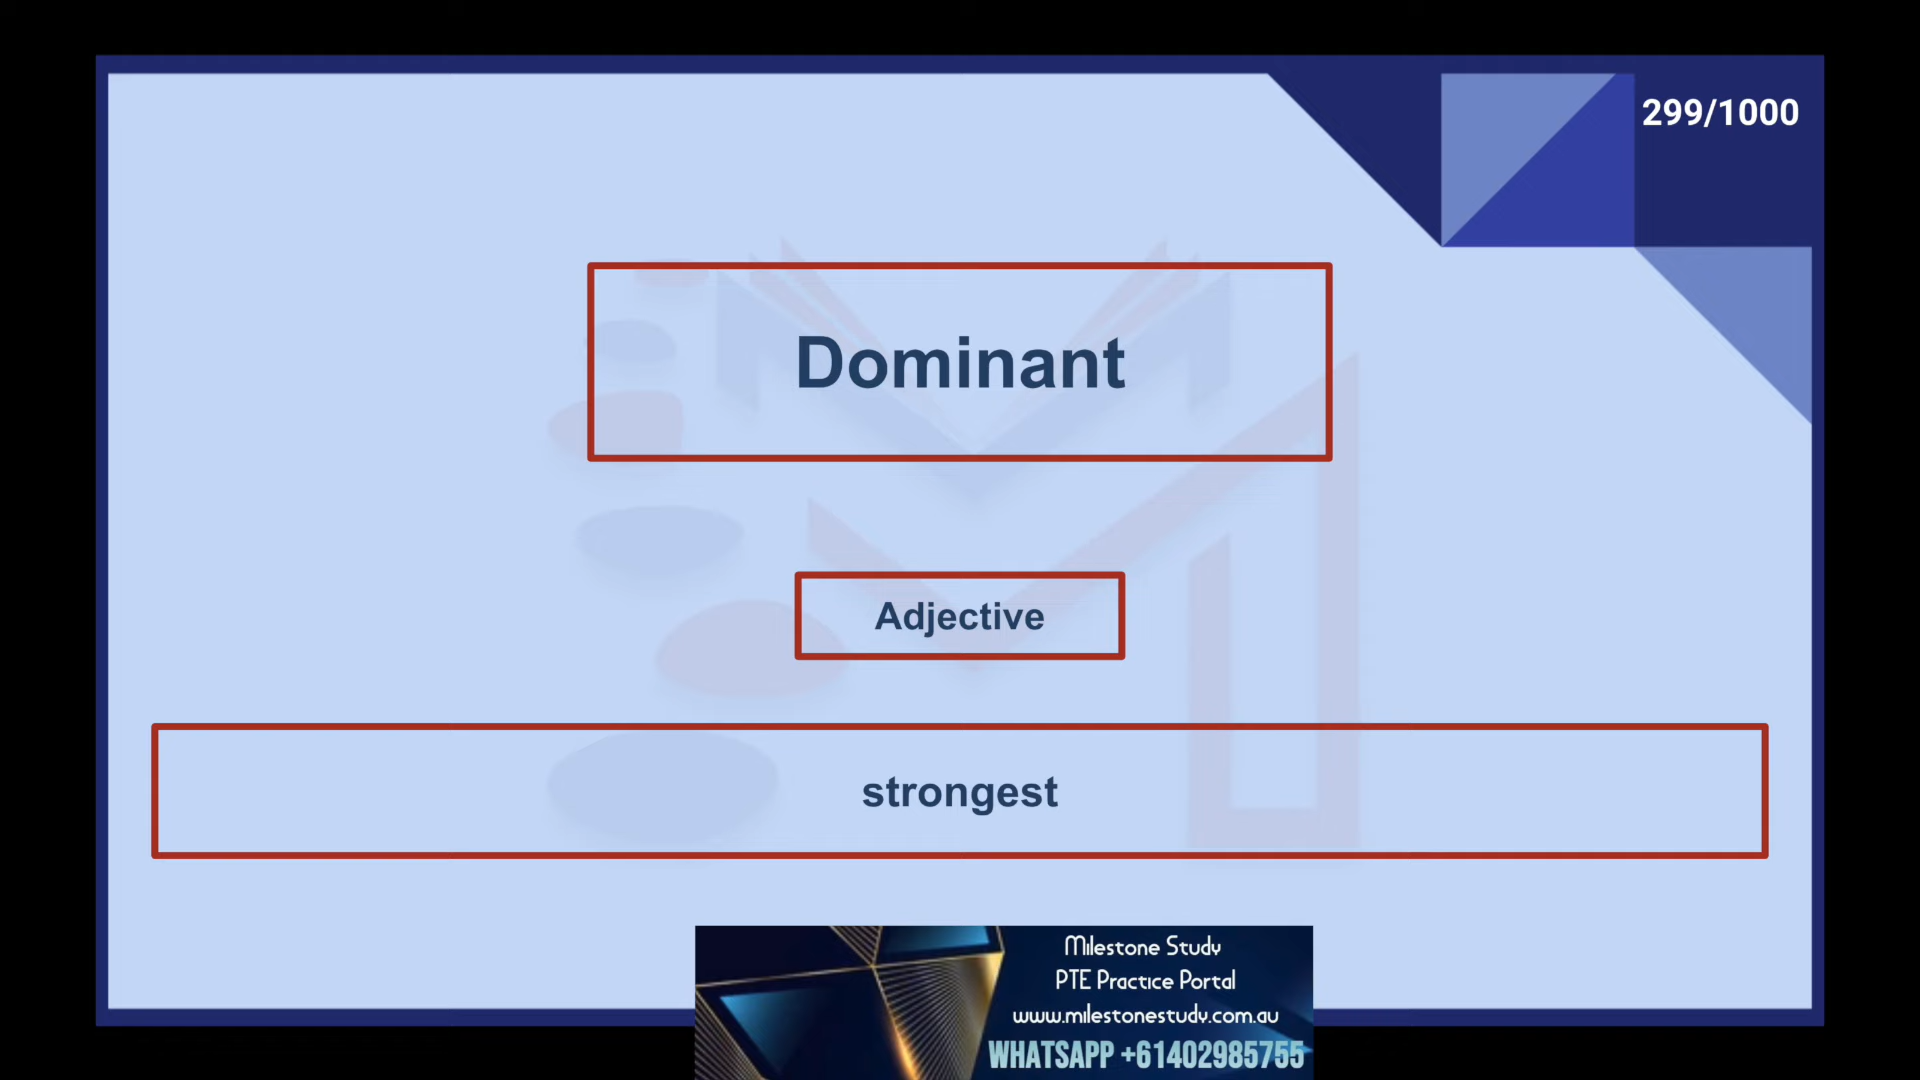 299/1000
Dominant
Adjective
strongest
Milestone Study
PTE Practice Portal
www.milestonestudy.com.au
WHATSAPP +61402985755